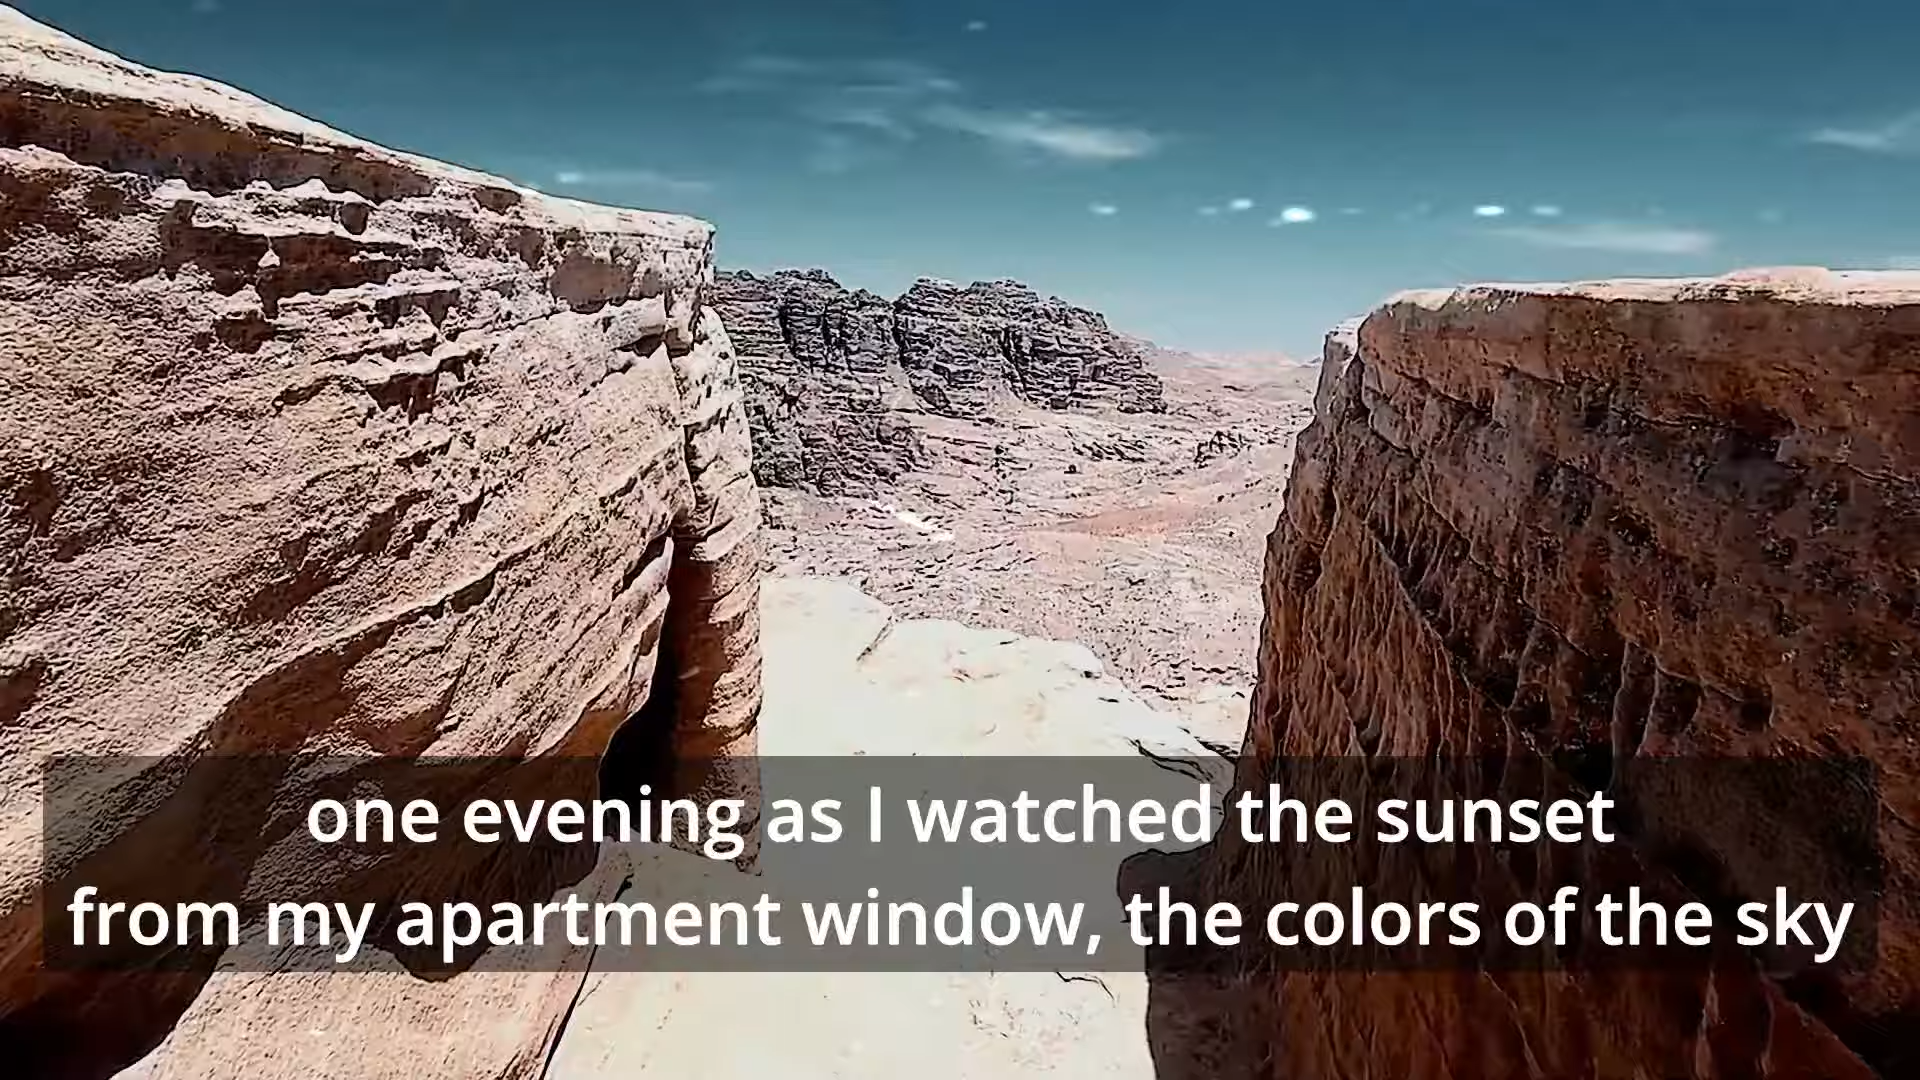 one evening as I watched the sunset
from my apartment window, the colors of the sky